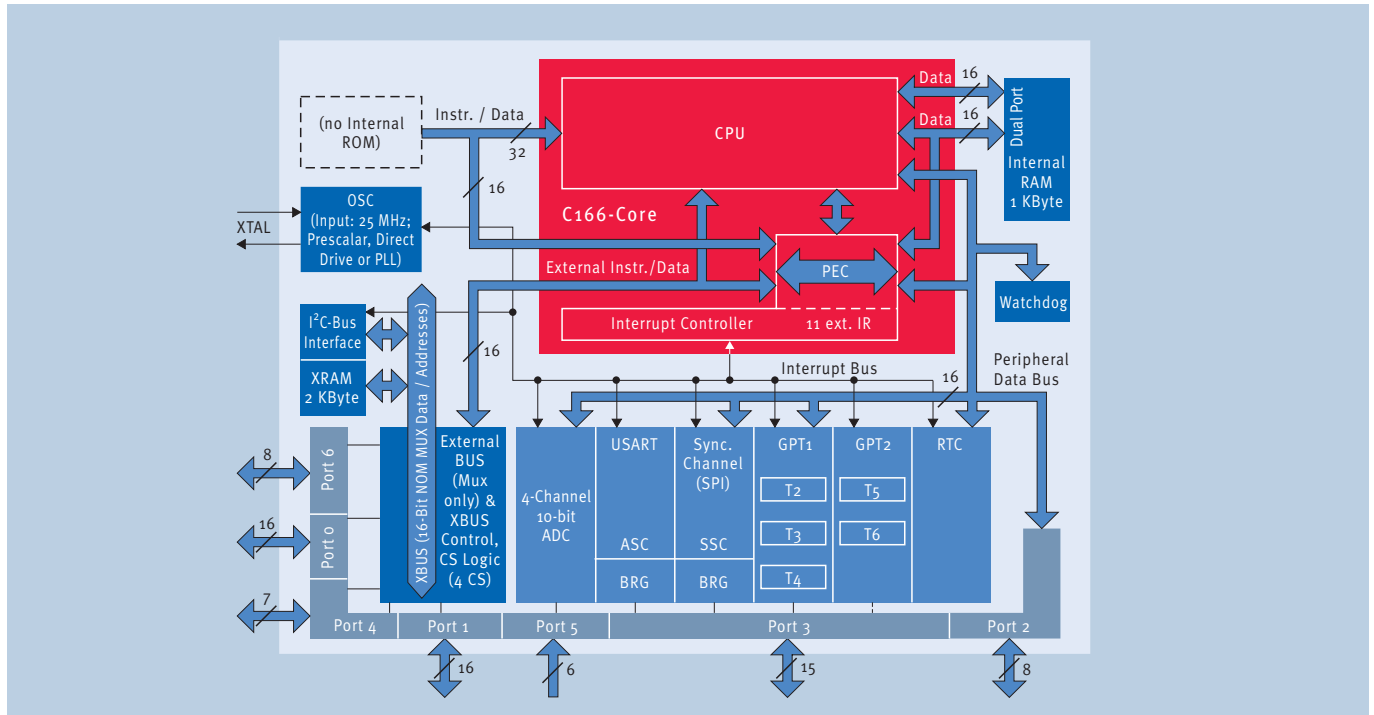 (no Internal
ROM)
Instr. / Data
32
16
CPU
Data
16
Data
16
Dual Port
Internal
RAM
1 KByte
OSC
(Input: 25 MHz;
Prescalar, Direct
Drive or PLL)
XTAL
C166-Core
External Instr./Data
PEC
Interrupt Controller
11 ext. IR
Watchdog
I²C-Bus
Interface
XRAM
2 KByte
XBUS (16-Bit NOM MUX Data / Addresses)
16
Interrupt Bus
16
Peripheral
Data Bus
External
BUS
(Mux
only) &
XBUS
Control,
CS Logic
(4 CS)
4-Channel
10-bit
ADC
USART
ASC
BRG
Sync.
Channel
(SPI)
SSC
BRG
GPT1
T2
T3
T4
GPT2
T5
T6
RTC
8
Port 6
16
Port 0
7
Port 4
Port 1
Port 5
Port 3
Port 2
16
6
15
8